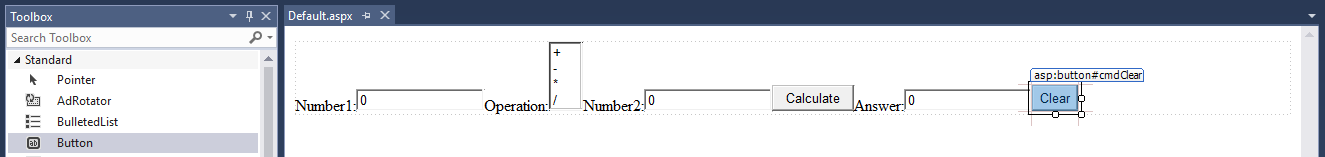 Toolbox
Search Toolbox
Standard
Pointer
AdRotator
BulletedList
Button
Default.aspx
asp:button#cmdClear
Number1: 0 Operation: + - * / Number2: 0 Calculate Answer: 0 Clear